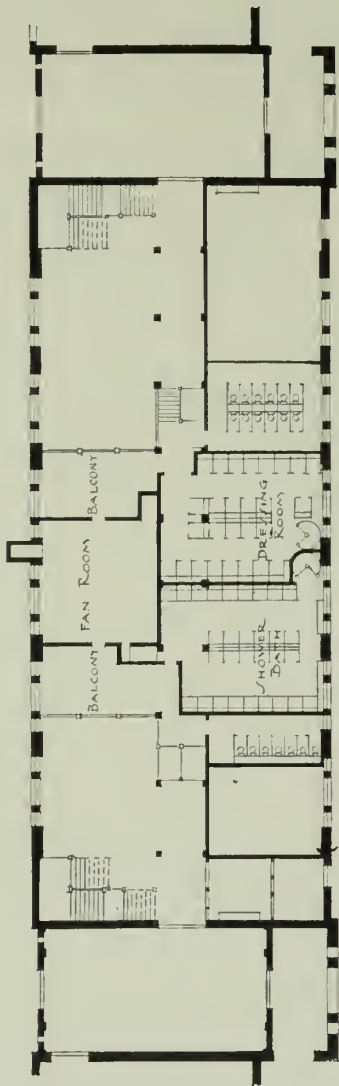 BALCONY
FAN ROOM
BALCONY
DRESSING
ROOM
SHOWER
BATH